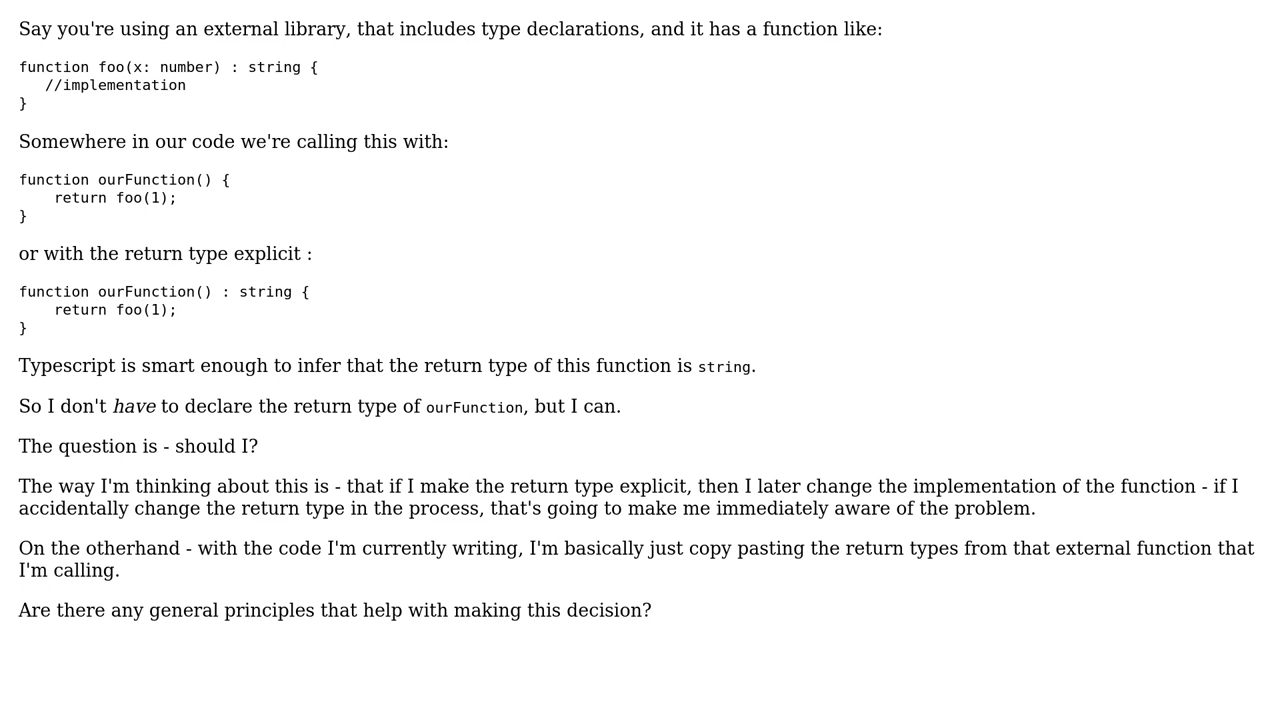 Say you're using an external library, that includes type declarations, and it has a function like:
function foo(x: number) : string {
   //implementation
}
Somewhere in our code we're calling this with:
function ourFunction() {
    return foo(1);
}
or with the return type explicit :
function ourFunction() : string {
    return foo(1);
}
Typescript is smart enough to infer that the return type of this function is string.
So I don't have to declare the return type of ourFunction, but I can.
The question is - should I?
The way I'm thinking about this is - that if I make the return type explicit, then I later change the implementation of the function - if I
accidentally change the return type in the process, that's going to make me immediately aware of the problem.
On the otherhand - with the code I'm currently writing, I'm basically just copy pasting the return types from that external function that
I'm calling.
Are there any general principles that help with making this decision?